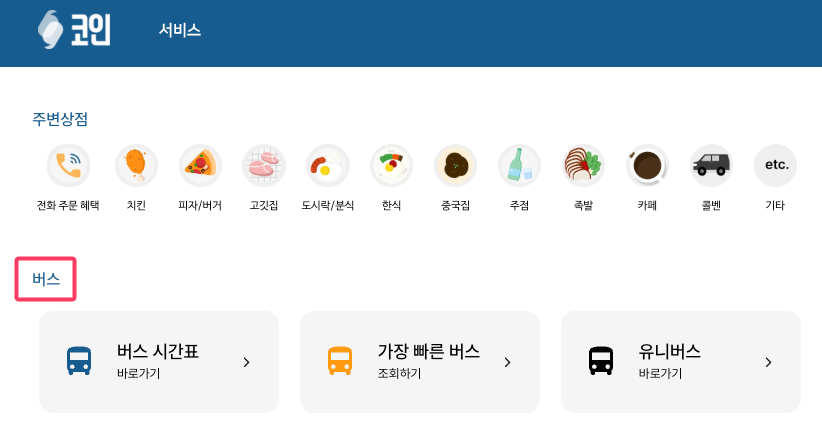 코인 서비스
주변상점
etc.
전화 주문 혜택 치킨 피자/버거 고깃집 도시락/분식 한식 중국집 주점 족발 카페 콜벤 기타
버스
버스 시간표
바로가기
가장 빠른 버스
조회하기
유니버스
바로가기